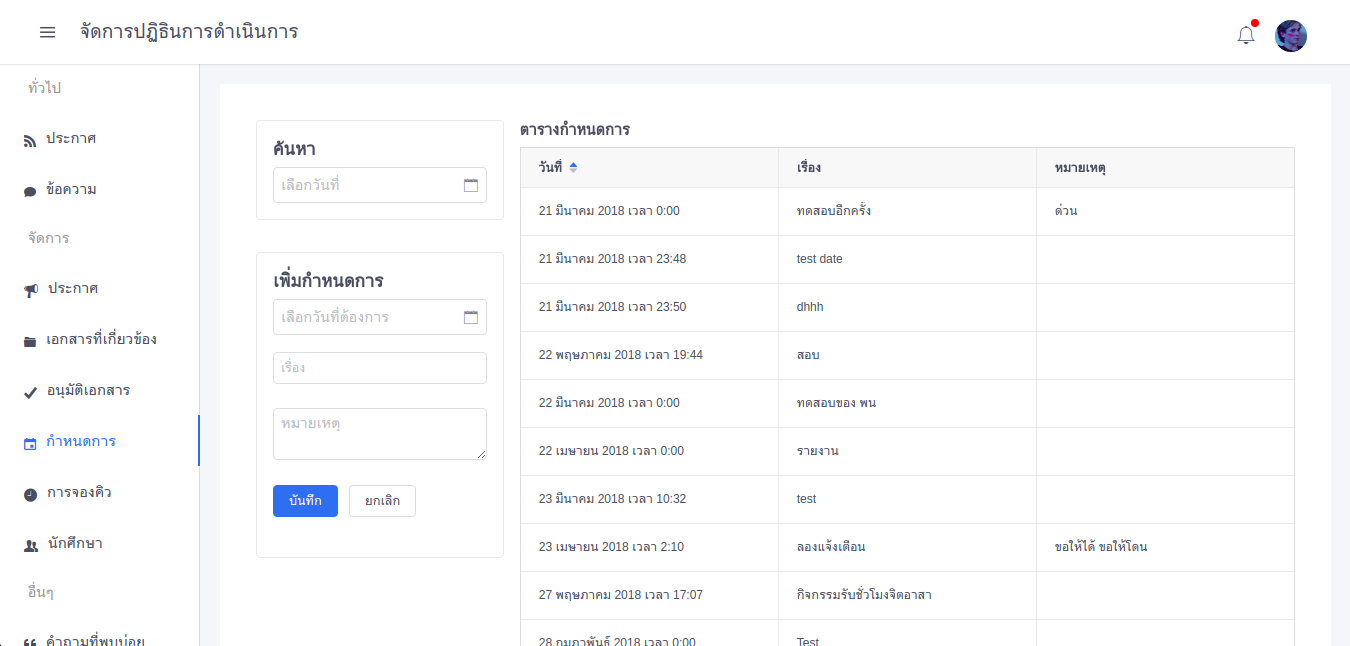 จัดการปฏิธินการดำเนินการ
ทั่วไป
ประกาศ
ข้อความ
จัดการ
ประกาศ
เอกสารที่เกี่ยวข้อง
อนุมัติเอกสาร
กำหนดการ
การจองคิว
นักศึกษา
อื่นๆ
คำถามที่พบบ่อย
ค้นหา
เลือกวันที่
เพิ่มกำหนดการ
เลือกวันที่ต้องการ
เรื่อง
หมายเหตุ
บันทึก ยกเลิก
ตารางกำหนดการ
วันที่ เรื่อง หมายเหตุ
21 มีนาคม 2018 เวลา 0:00 ทดสอบอีกครั้ง ด่วน
21 มีนาคม 2018 เวลา 23:48 test date
21 มีนาคม 2018 เวลา 23:50 dhhh
22 พฤษภาคม 2018 เวลา 19:44 สอบ
22 มีนาคม 2018 เวลา 0:00 ทดสอบของ พน
22 เมษายน 2018 เวลา 0:00 รายงาน
23 มีนาคม 2018 เวลา 10:32 test
23 เมษายน 2018 เวลา 2:10 ลองแจ้งเตือน ขอให้ได้ ขอให้โดน
27 พฤษภาคม 2018 เวลา 17:07 กิจกรรมรับชั่วโมงจิตอาสา
28 กุมภาพันธ์ 2018 เวลา 0:00 Test